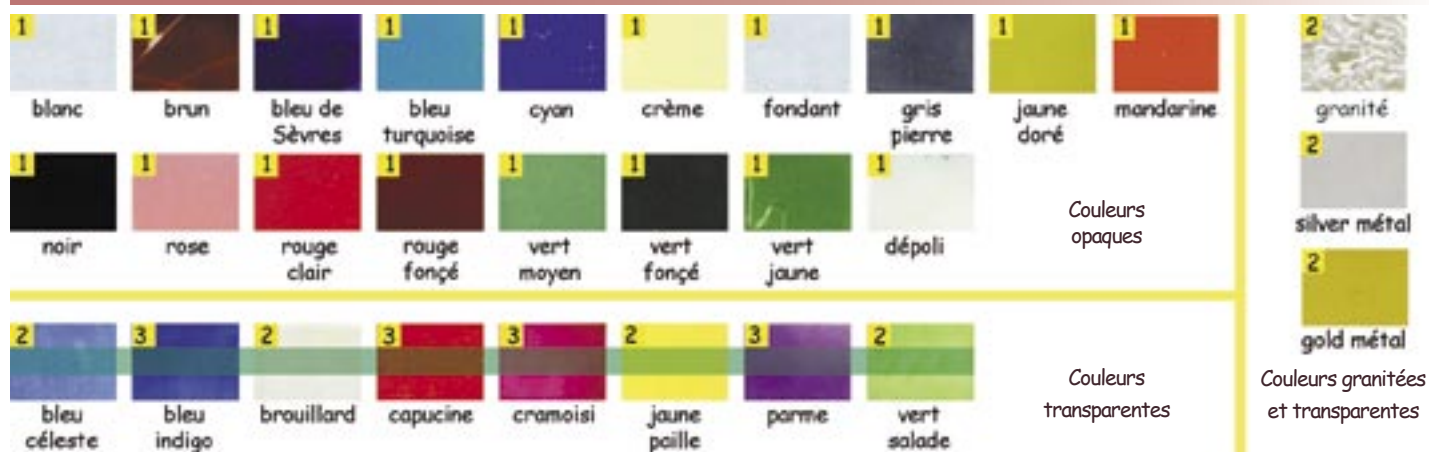 1 1 1 1 1 1 1 1 1 1
blanc brun bleu de Sèvres bleu turquoise cyan crème fondant gris pierre jaune doré mandarine
1 1 1 1 1 1 1 1
noir rose rouge clair rouge fonçé vert moyen vert fonçé vert jaune dépoli
Couleurs
opaques
2 3 2 3 3 2 3 2
bleu céleste bleu indigo brouillard capucine cramoisi jaune paille parme vert salade
Couleurs
transparentes
2
granité
2
silver métal
2
gold métal
Couleurs granitées
et transparentes